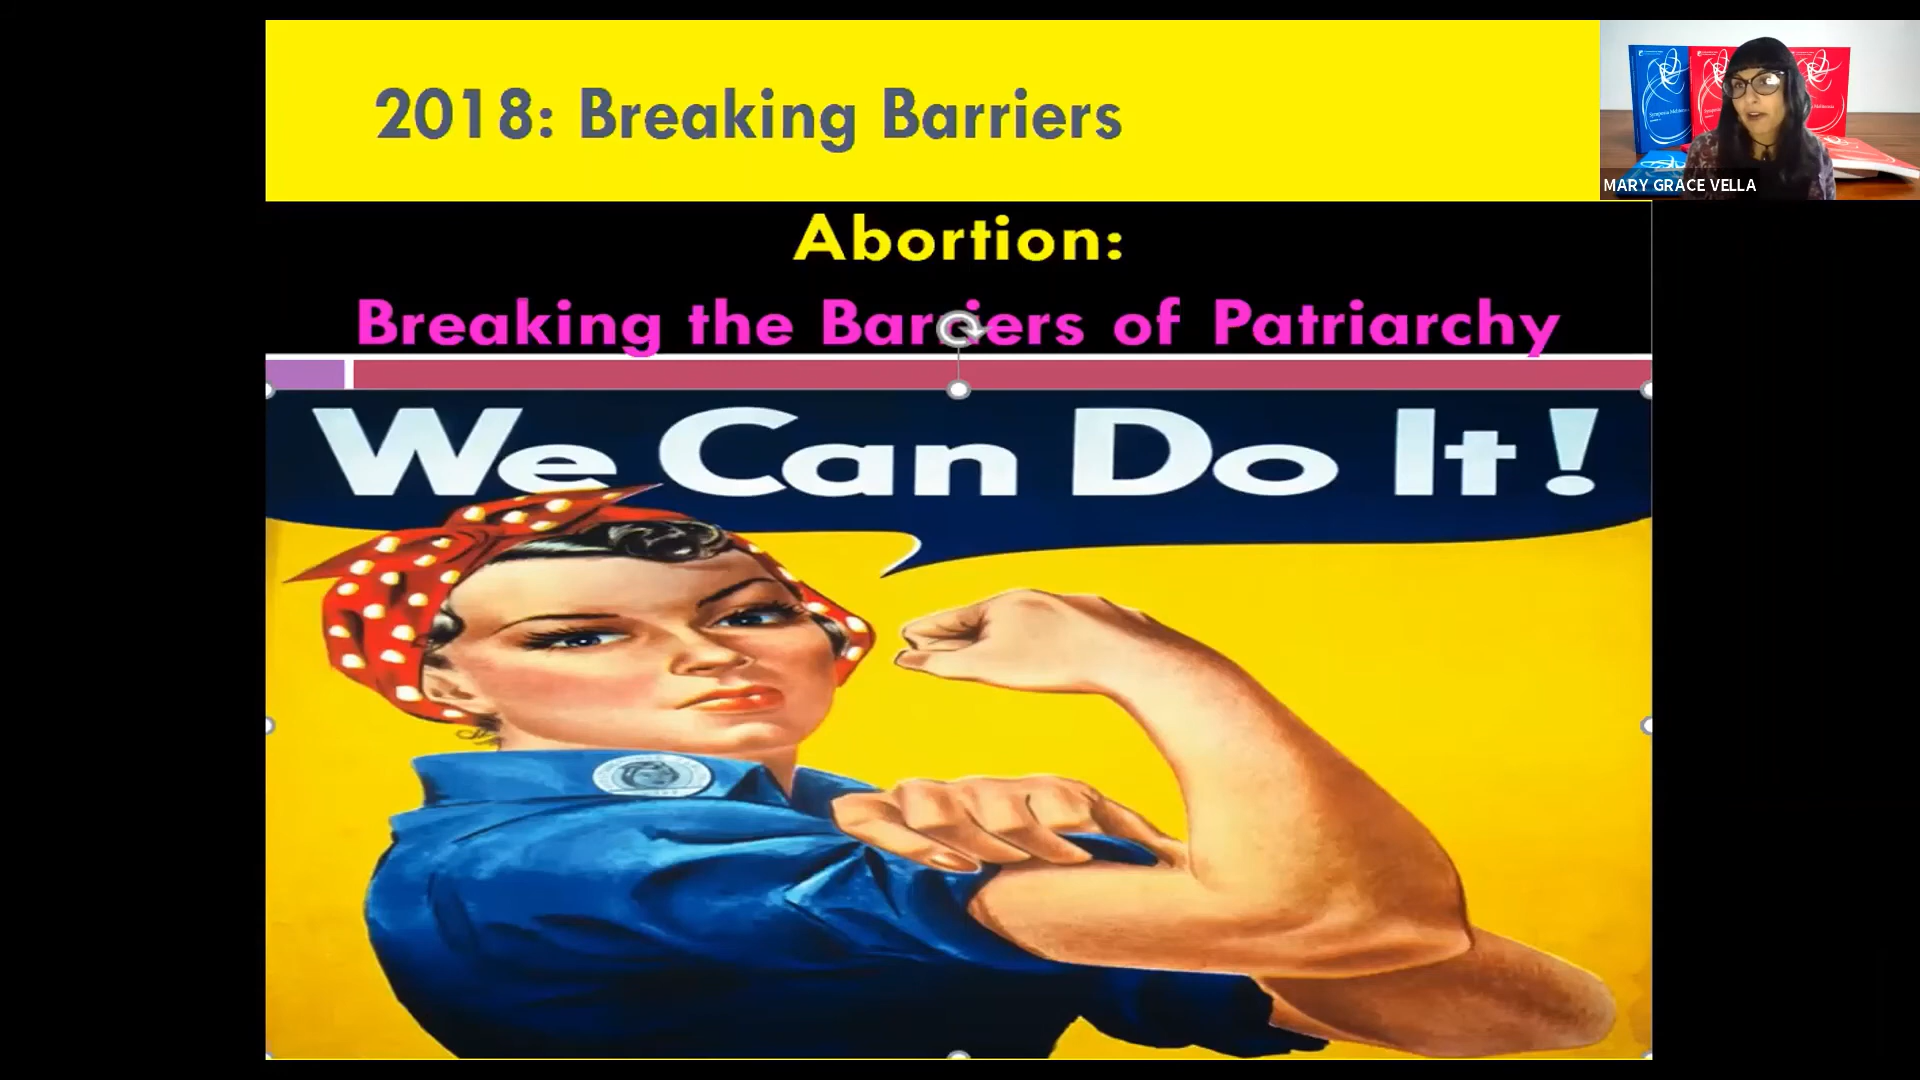 2018: Breaking Barriers
MARY GRACE VELLA
Abortion:
Breaking the Barriers of Patriarchy
We Can Do It!